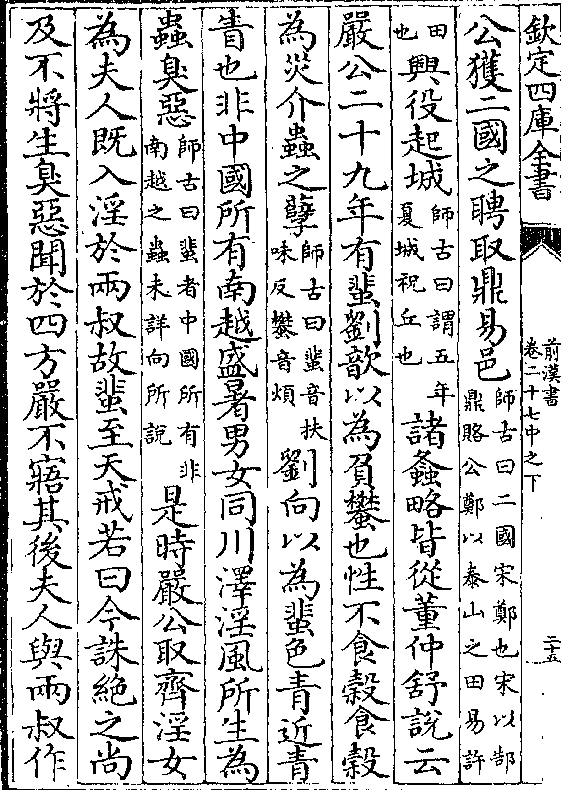 欽定四庫全書
前漢書
卷二十七中之下
二十五
公獲二國之聘取鼎易邑師古曰二國宋鄭也宋以郜鼎賂公鄭以泰山之田易許
田也興役起城師古曰謂五年夏城祝丘也諸螽略皆從董仲舒說云
嚴公二十九年有蜚劉歆以為負蠜也性不食穀食穀
為災介蟲之孽師古曰蜚音扶味反蠜音煩劉向以為蜚色青近青
眚也非中國所有南越盛暑男女同川澤淫風所生為
蟲臭惡師古曰蜚者中國所有非南越之蟲未詳向所說是時嚴公取齊淫女
為夫人既入淫於兩叔故蜚至天戒若曰今誅絶之尚
及不將生臭惡聞於四方嚴不寤其後夫人與兩叔作